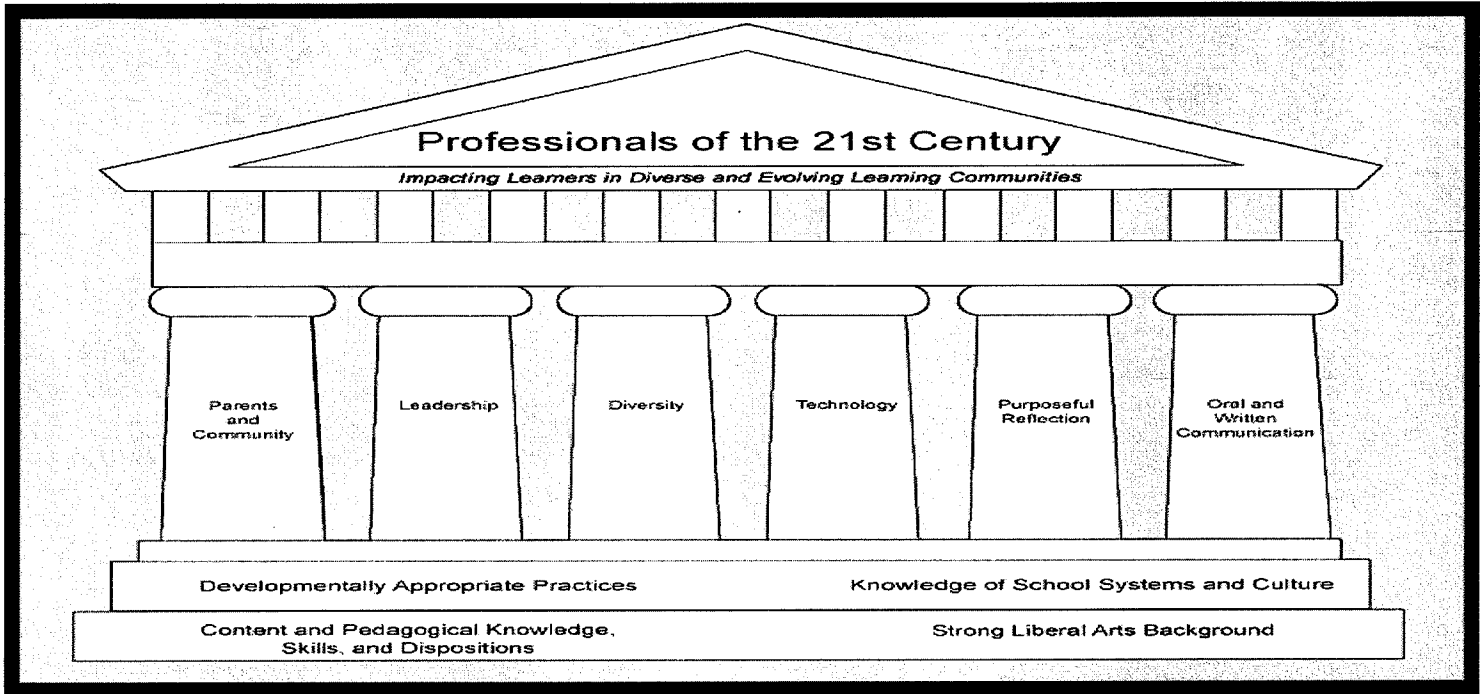 Professionals of the 21st Century
Impacting Learners in Diverse and Evolving Learning Communities
Parents
and
Community
Leadership
Diversity
Technology
Purposeful
Reflection
Oral and
Written
Communication
Developmentally Appropriate Practices
Knowledge of School Systems and Culture
Content and Pedagogical Knowledge,
Skills, and Dispositions
Strong Liberal Arts Background